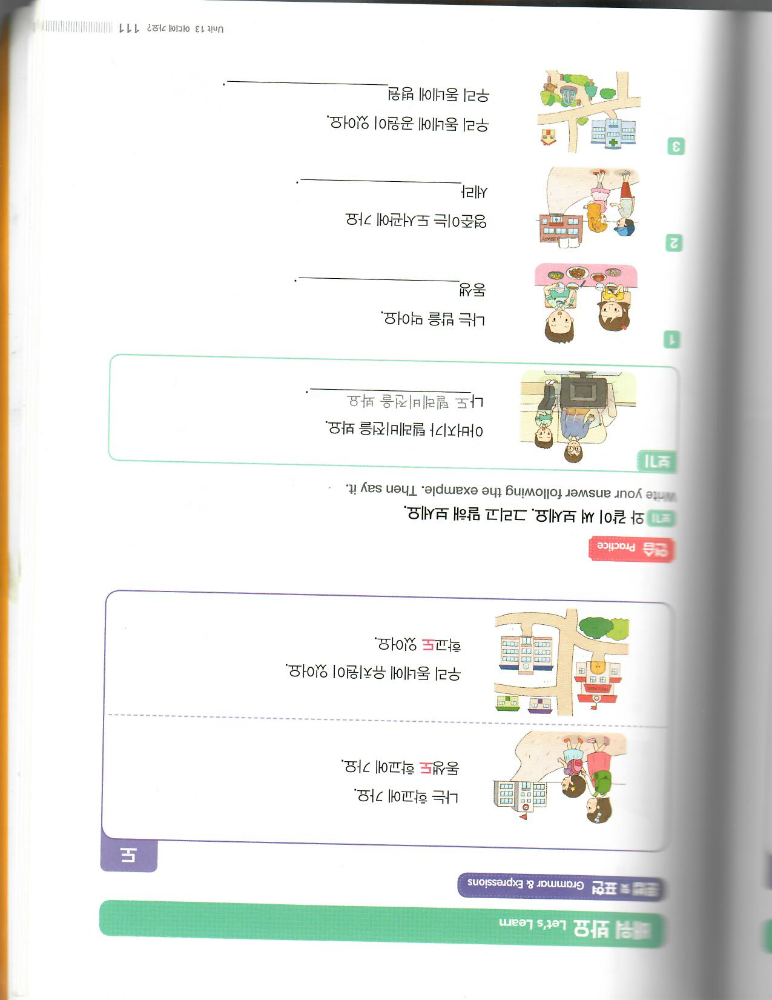 배워 봐요 Let's Learn
문법 및 표현 Grammar & Expressions
도
나는 학교에 가요.
동생도 학교에 가요.
우리 동네에 유치원이 있어요.
학교도 있어요.
연습 Practice
보기 와 같이 써 보세요. 그리고 말해 보세요.
Write your answer following the example. Then say it.
보기
아버지가 텔레비전을 봐요.
나도 텔레비전을 봐요.
1
나는 밥을 먹어요.
동생.
2
LIBRARY
영준이는 도서관에 가요
세라.
3
우리 동네에 공원이 있어요.
우리 동네에 병원.
Unit 13 어디에 가요? 111